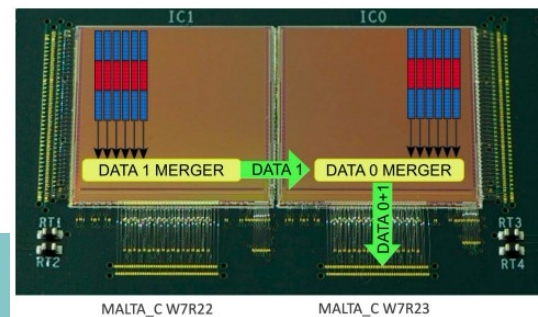 IC1 IC0
DATA 1 MERGER DATA 1 DATA 0 MERGER
DATA 0+1
RT1 RT3
RT2 RT4
MALTA_C W7R22 MALTA_C W7R23